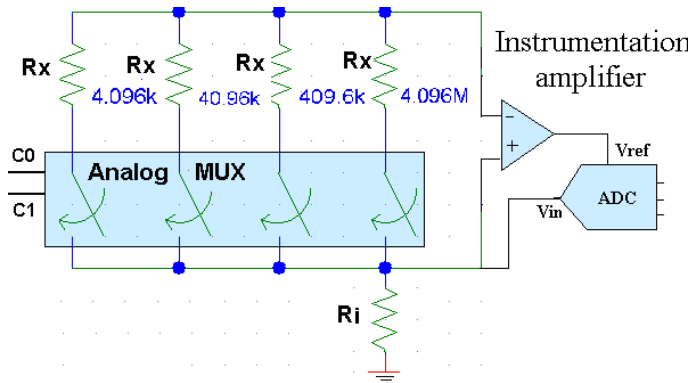 Instrumentation
amplifier
Rx Rx Rx Rx
4.096k 40.96k 409.6k 4.096M
-
+
Vref
C0
Analog MUX
C1
Vin
ADC
Ri